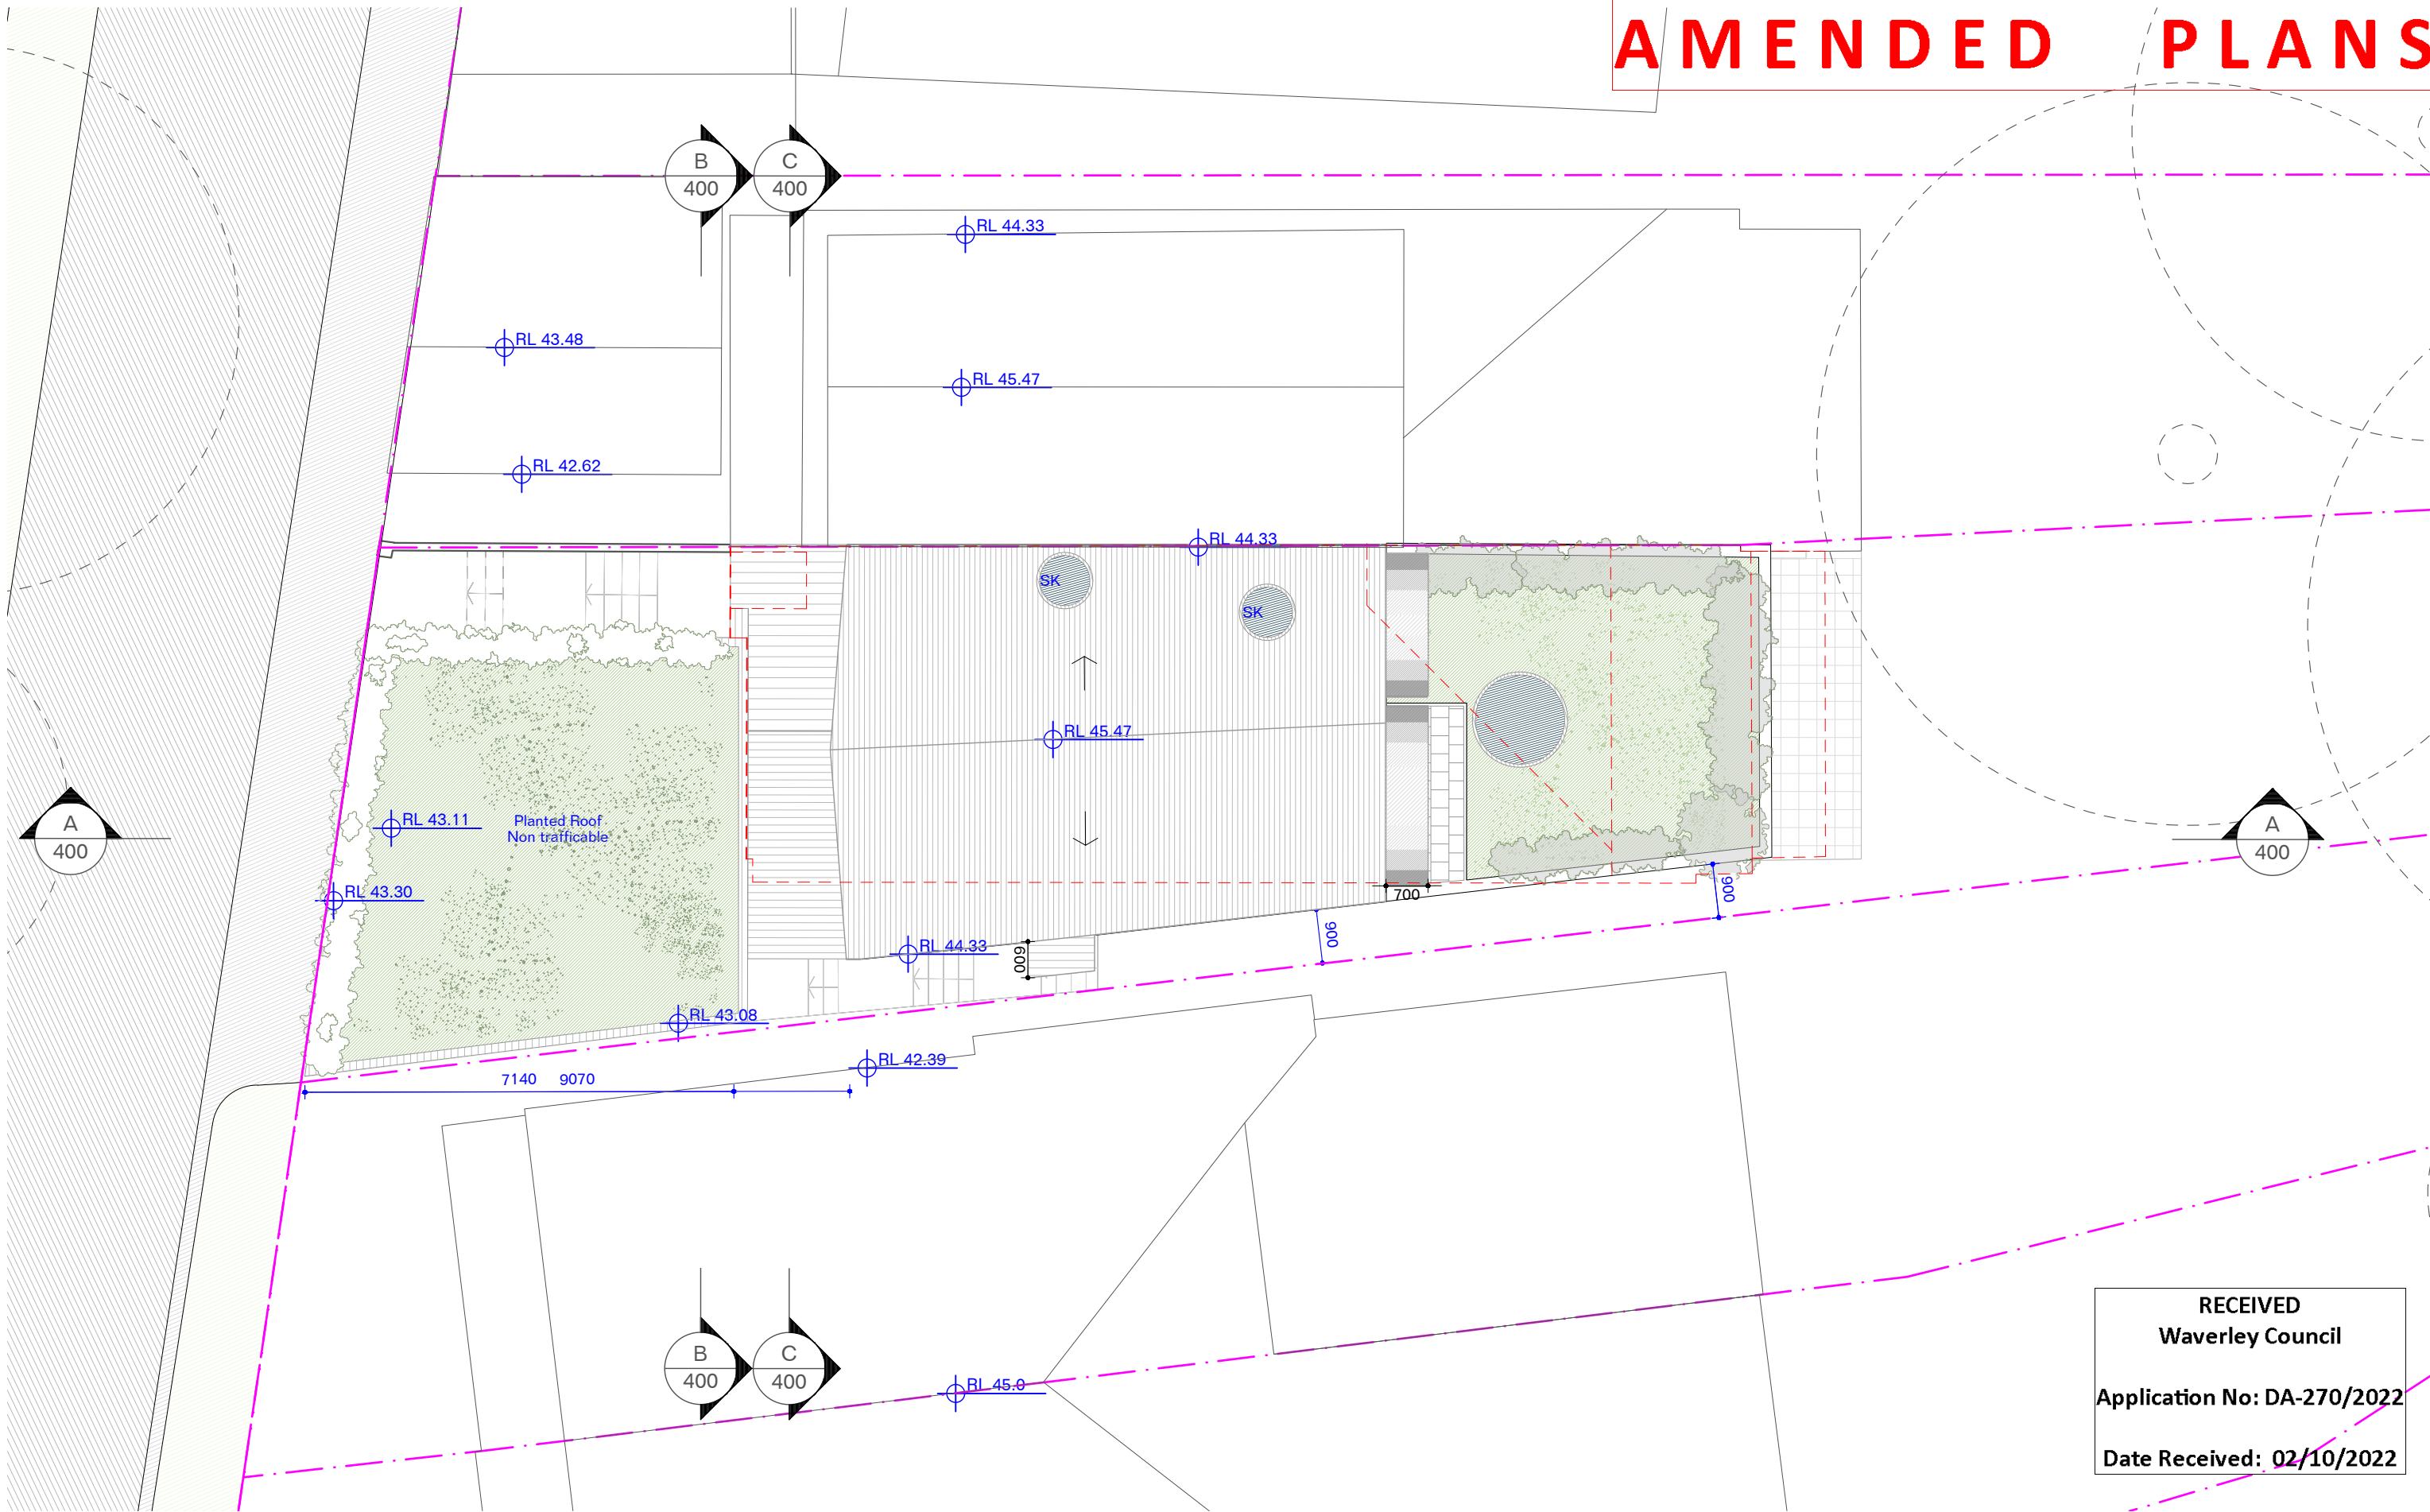 AMENDED PLANS
B
400
C
400
RL 44.33
RL 43.48
RL 45.47
RL 42.62
RL 44.33
SK
SK
RL 45.47
RL 43.11
Planted Roof
Non trafficable
A
400
A
400
RL 43.30
700
900
900
RL 44.33
600
RL 43.08
RL 42.39
7140 9070
B
400
C
400
RL 45.0
RECEIVED
Waverley Council
Application No: DA-270/2022
Date Received: 02/10/2022